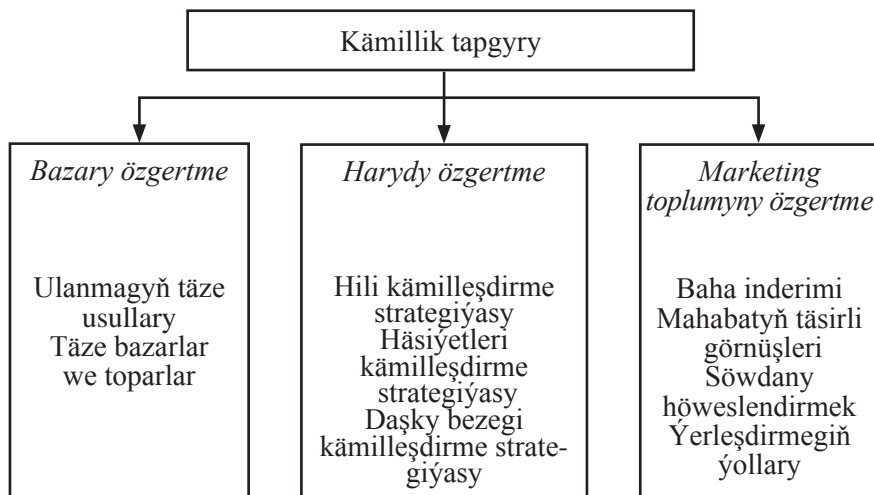 Kämillik tapgyry
Bazary özgertme
Ulanmagyň täze
usullary
Täze bazarlar
we toparlar
Harydy özgertme
Hili kämilleşdirme
strategiýasy
Häsiýetleri
kämilleşdirme
strategiýasy
Daşky bezegi
kämilleşdirme strate-
giýasy
Marketing
toplumyny özgertme
Baha inderimi
Mahabatyň täsirli
görnüşleri
Söwdany
höweslendirmek
Ýerleşdirmegiň
ýollary